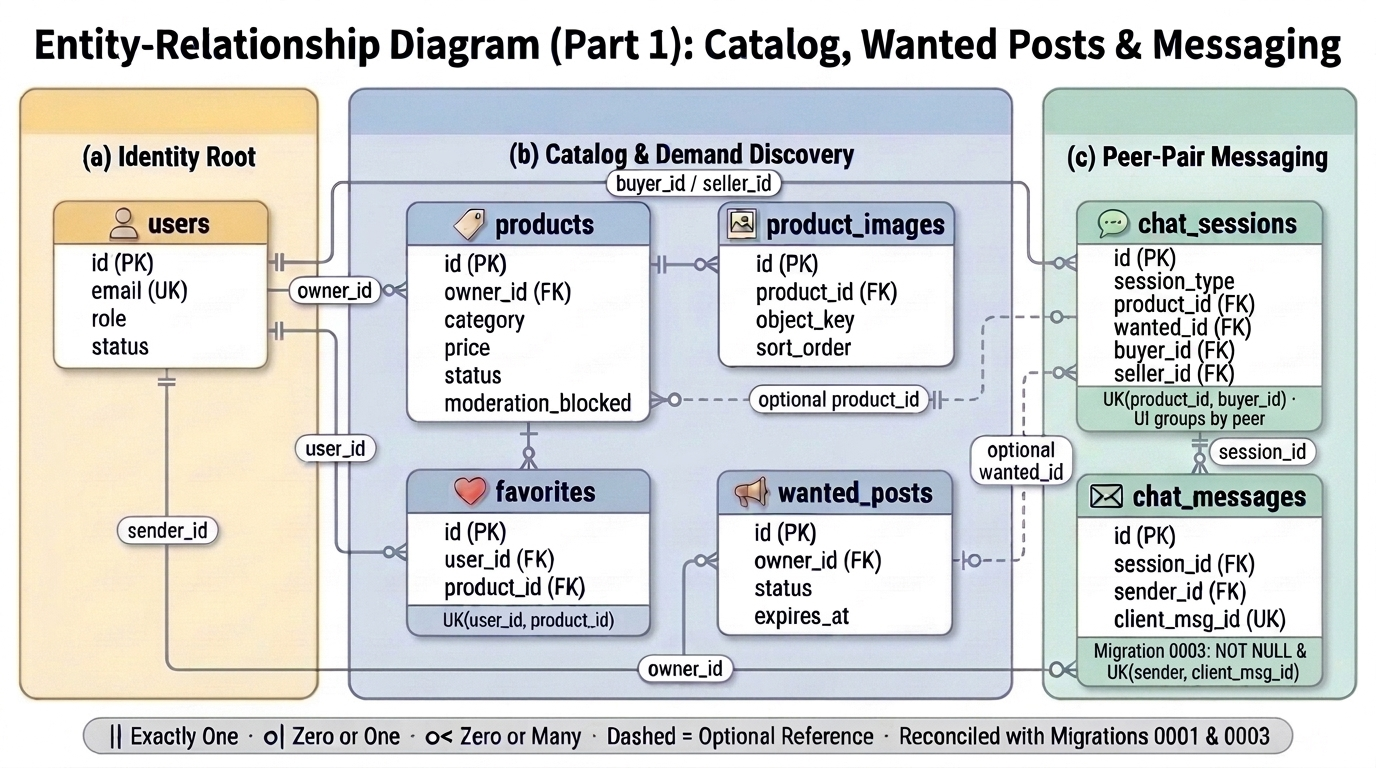 Entity-Relationship Diagram (Part 1): Catalog, Wanted Posts & Messaging
(a) Identity Root
users
id (PK)
email (UK)
role
status
owner_id
user_id
sender_id
(b) Catalog & Demand Discovery
buyer_id / seller_id
products
id (PK)
owner_id (FK)
category
price
status
moderation_blocked
product_images
id (PK)
product_id (FK)
object_key
sort_order
optional product_id
favorites
id (PK)
user_id (FK)
product_id (FK)
UK(user_id, product_id)
wanted_posts
id (PK)
owner_id (FK)
status
expires_at
owner_id
optional
wanted_id
(c) Peer-Pair Messaging
chat_sessions
id (PK)
session_type
product_id (FK)
wanted_id (FK)
buyer_id (FK)
seller_id (FK)
UK(product_id, buyer_id) ·
UI groups by peer
session_id
chat_messages
id (PK)
session_id (FK)
sender_id (FK)
client_msg_id (UK)
Migration 0003: NOT NULL &
UK(sender, client_msg_id)
|| Exactly One · o| Zero or One · o< Zero or Many · Dashed = Optional Reference · Reconciled with Migrations 0001 & 0003